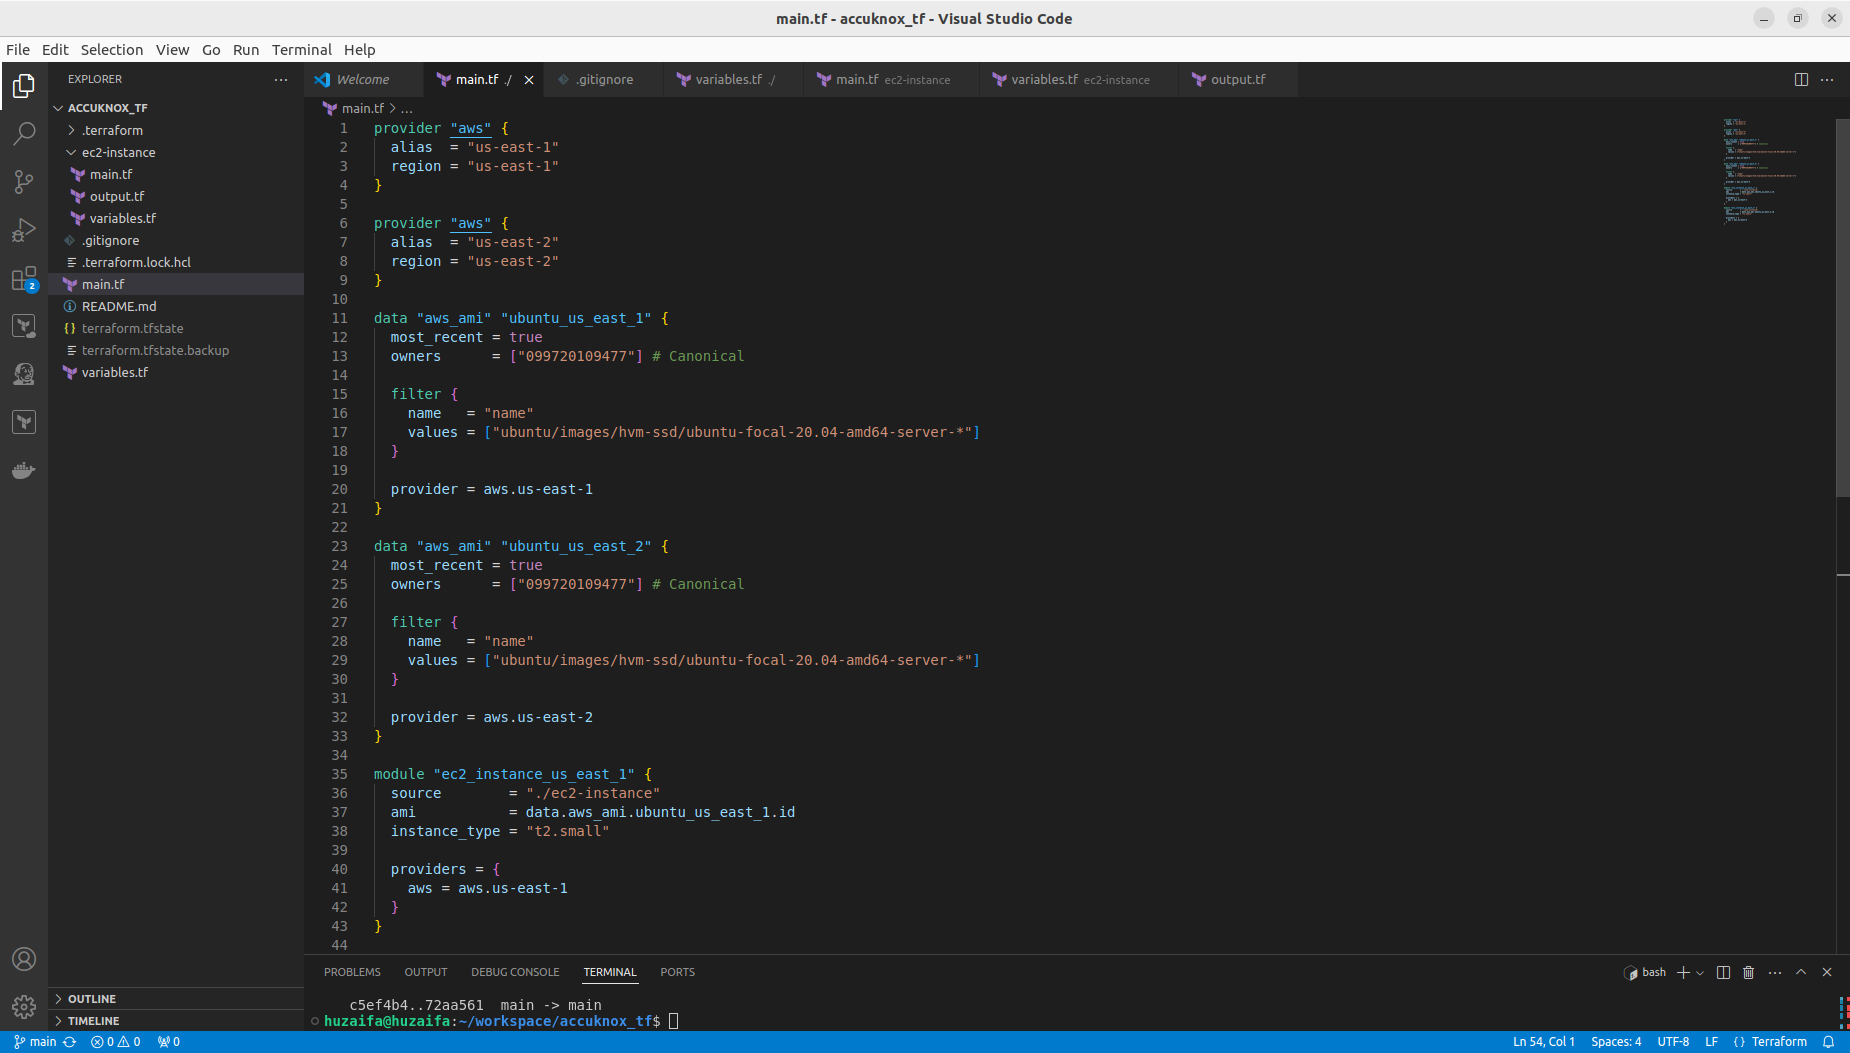 main.tf - accuknox_tf - Visual Studio Code
File Edit Selection View Go Run Terminal Help
EXPLORER
ACCUKNOX_TF
.terraform
ec2-instance
main.tf
output.tf
variables.tf
.gitignore
.terraform.lock.hcl
main.tf
README.md
terraform.tfstate
terraform.tfstate.backup
variables.tf
OUTLINE
TIMELINE
2
Welcome main.tf ./ .gitignore variables.tf ./ main.tf ec2-instance variables.tf ec2-instance output.tf
main.tf > ...
1 provider "aws" {
2   alias  = "us-east-1"
3   region = "us-east-1"
4 }
5
6 provider "aws" {
7   alias  = "us-east-2"
8   region = "us-east-2"
9 }
10
11 data "aws_ami" "ubuntu_us_east_1" {
12   most_recent = true
13   owners      = ["099720109477"] # Canonical
14
15   filter {
16     name   = "name"
17     values = ["ubuntu/images/hvm-ssd/ubuntu-focal-20.04-amd64-server-*"]
18   }
19
20   provider = aws.us-east-1
21 }
22
23 data "aws_ami" "ubuntu_us_east_2" {
24   most_recent = true
25   owners      = ["099720109477"] # Canonical
26
27   filter {
28     name   = "name"
29     values = ["ubuntu/images/hvm-ssd/ubuntu-focal-20.04-amd64-server-*"]
30   }
31
32   provider = aws.us-east-2
33 }
34
35 module "ec2_instance_us_east_1" {
36   source        = "./ec2-instance"
37   ami           = data.aws_ami.ubuntu_us_east_1.id
38   instance_type = "t2.small"
39
40   providers = {
41     aws = aws.us-east-1
42   }
43 }
44
PROBLEMS OUTPUT DEBUG CONSOLE TERMINAL PORTS bash
c5ef4b4..72aa561  main -> main
huzaifa@huzaifa:~/workspace/accuknox_tf$
main 0 0 0 Ln 54, Col 1 Spaces: 4 UTF-8 LF {} Terraform